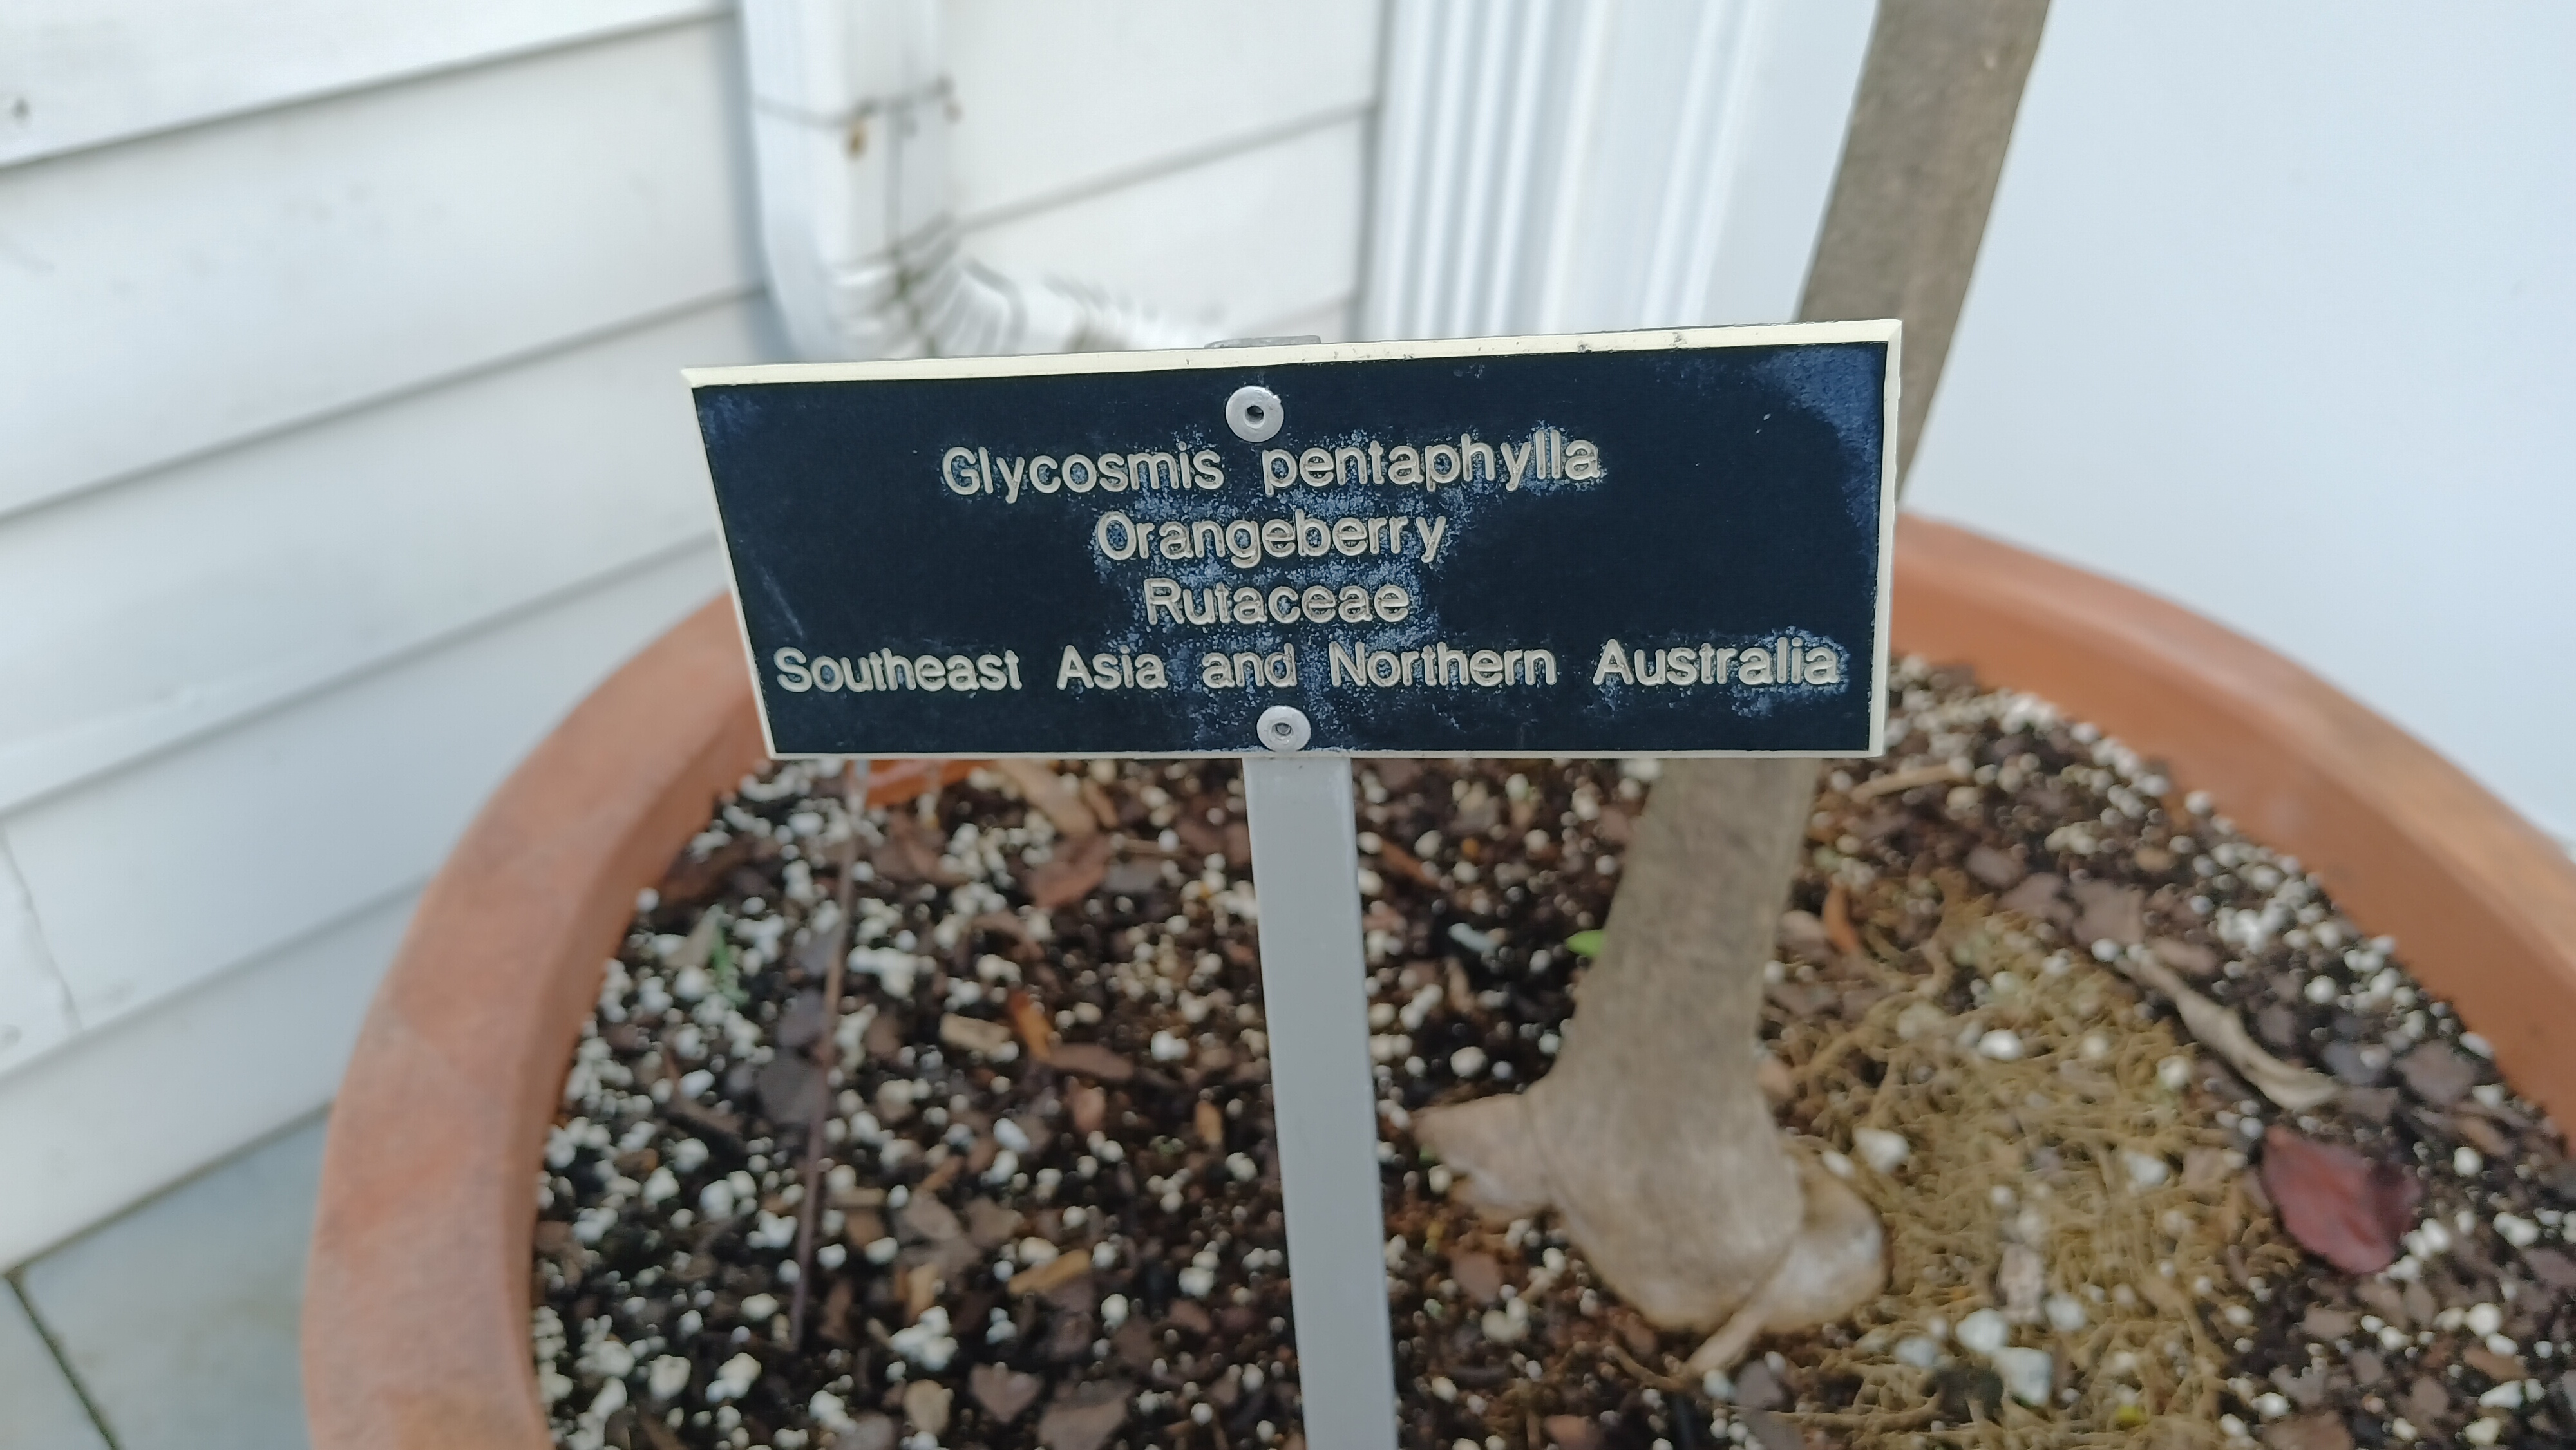 Glycosmis pentaphylla
Orangeberry
Rutaceae
Southeast Asia and Northern Australia